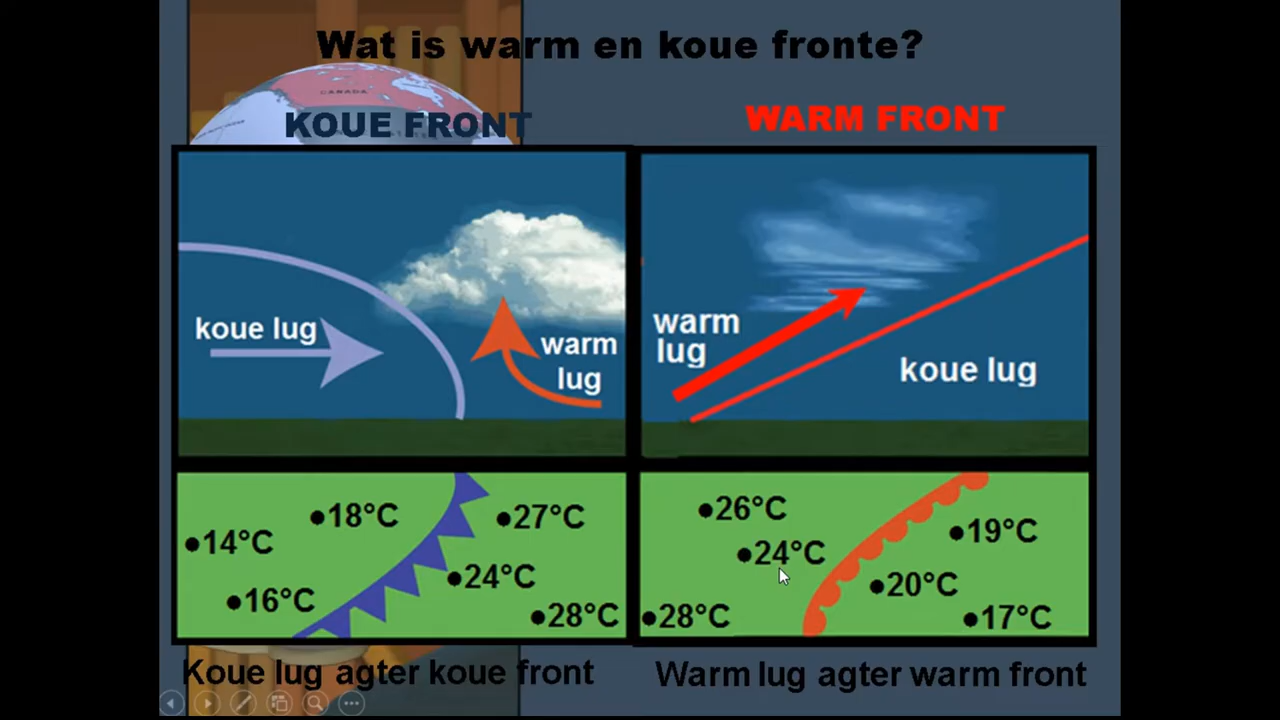 Wat is warm en koue fronte?
CANADA
KOUE FRONT
WARM FRONT
koue lug
warm
lug
warm
lug
koue lug
18°C
27°C
14°C
24°C
16°C
28°C
26°C
19°C
24°C
20°C
28°C
17°C
Koue lug agter koue front
Warm lug agter warm front